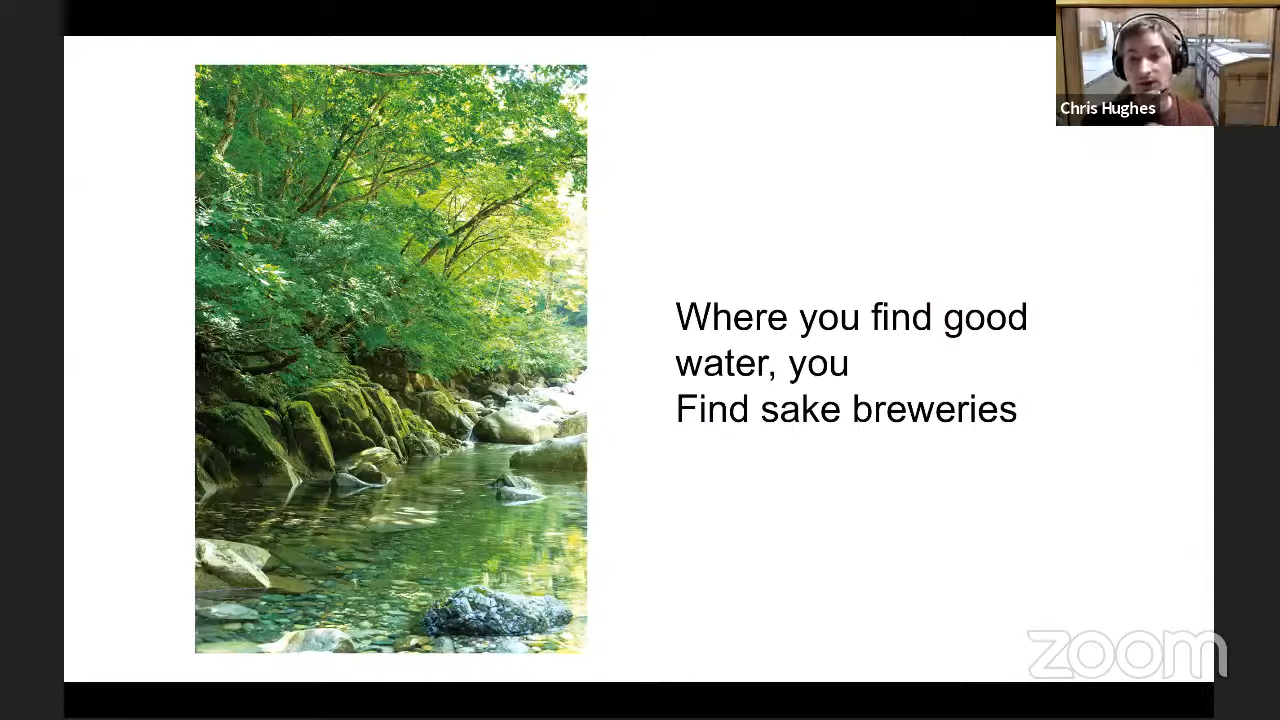 Chris Hughes
Where you find good
water, you
Find sake breweries
zoom